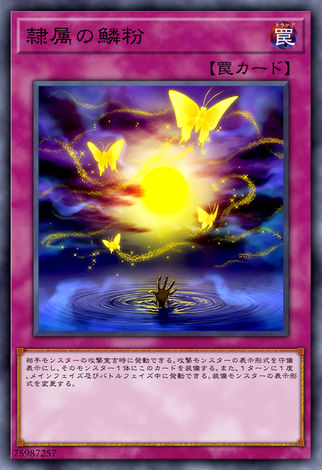 隷属の鱗粉
トラップ
罠
【罠カード】
相手モンスターの攻撃宣言時に発動できる。攻撃モンスターの表示形式を守備
表示にし、そのモンスター１体にこのカードを装備する。また、１ターンに１度
、メインフェイズ及びバトルフェイズ中に発動できる。装備モンスターの表示形
式を変更する。
75987257